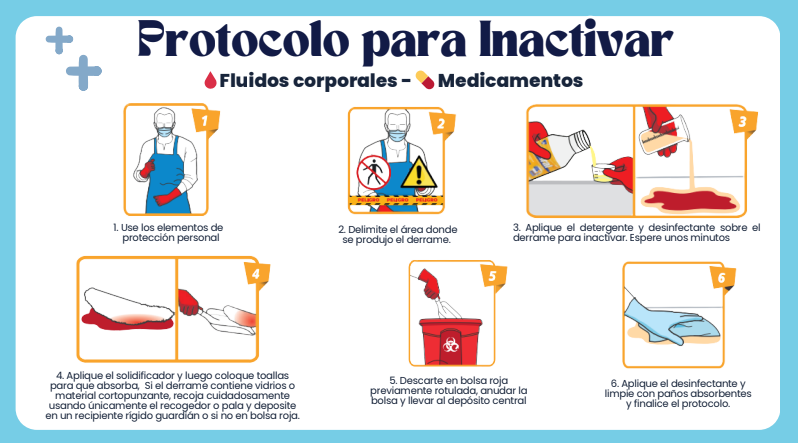 Protocolo para Inactivar
Fluidos corporales - Medicamentos
1
1. Use los elementos de
protección personal
2
PELIGRO PELIGRO PELIGRO
2. Delimite el área donde
se produjo el derrame.
3
3. Aplique el detergente y desinfectante sobre el
derrame para inactivar. Espere unos minutos
4
4. Aplique el solidificador y luego coloque toallas
para que absorba, Si el derrame contiene vidrios o
material cortopunzante, recoja cuidadosamente
usando únicamente el recogedor o pala y deposite
en un recipiente rigido guardián o si no en bolsa roja.
5
5. Descarte en bolsa roja
previamente rotulada, anudar la
bolsa y llevar al depósito central
6
6. Aplique el desinfectante y
limpie con paños absorbentes
y finalice el protocolo.